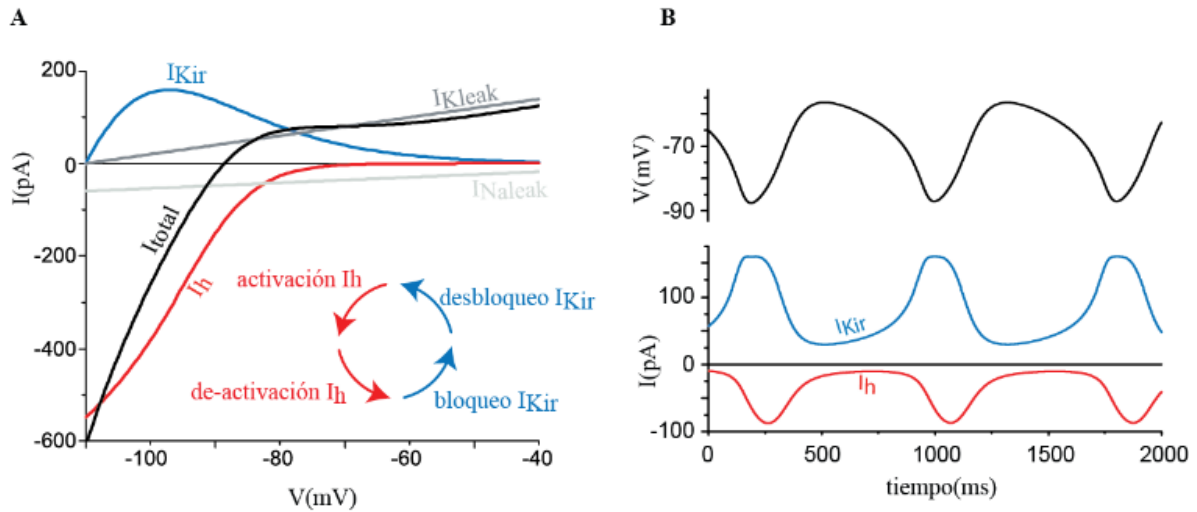 A
I(pA)
200
0
-200
-400
-600
IKir
IKleak
INaleak
Itotal
Ih
activación Ih
desbloqueo IKir
de-activación Ih
bloqueo IKir
-100
-80
-60
-40
V(mV)
B
V(mV)
-70
-90
I(pA)
100
0
-100
IKir
Ih
0
500
1000
1500
2000
tiempo(ms)